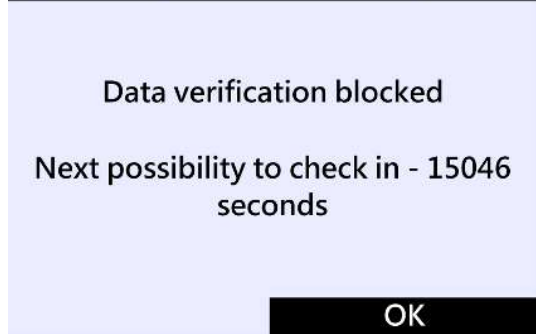 Data verification blocked
Next possibility to check in - 15046
seconds
OK